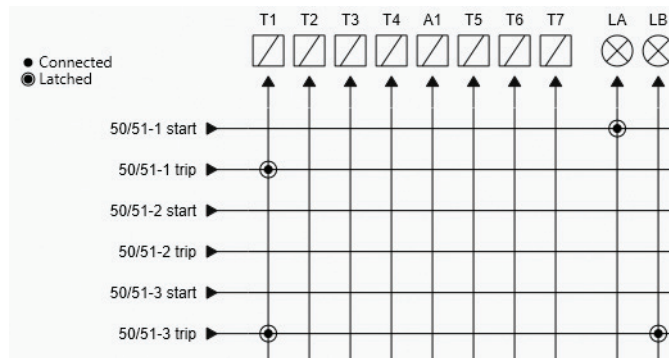 T1 T2 T3 T4 A1 T5 T6 T7 LA LB
Connected
Latched
50/51-1 start
50/51-1 trip
50/51-2 start
50/51-2 trip
50/51-3 start
50/51-3 trip